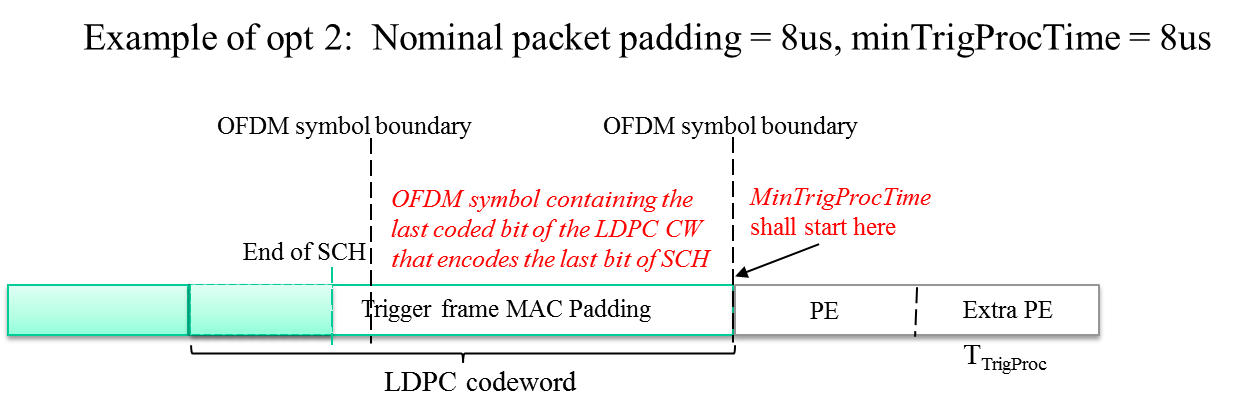 Example of opt 2: Nominal packet padding = 8us, minTrigProcTime = 8us
OFDM symbol boundary
OFDM symbol boundary
OFDM symbol containing the
last coded bit of the LDPC CW
that encodes the last bit of SCH
MinTrigProcTime
shall start here
End of SCH
Trigger frame MAC Padding
PE
Extra PE
T_TrigProc
LDPC codeword